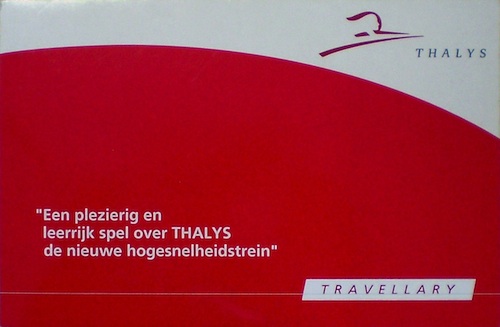 THALYS
"Een plezierig en
leerrijk spel over THALYS
de nieuwe hogesnelheidstrein"
TRAVELLARY